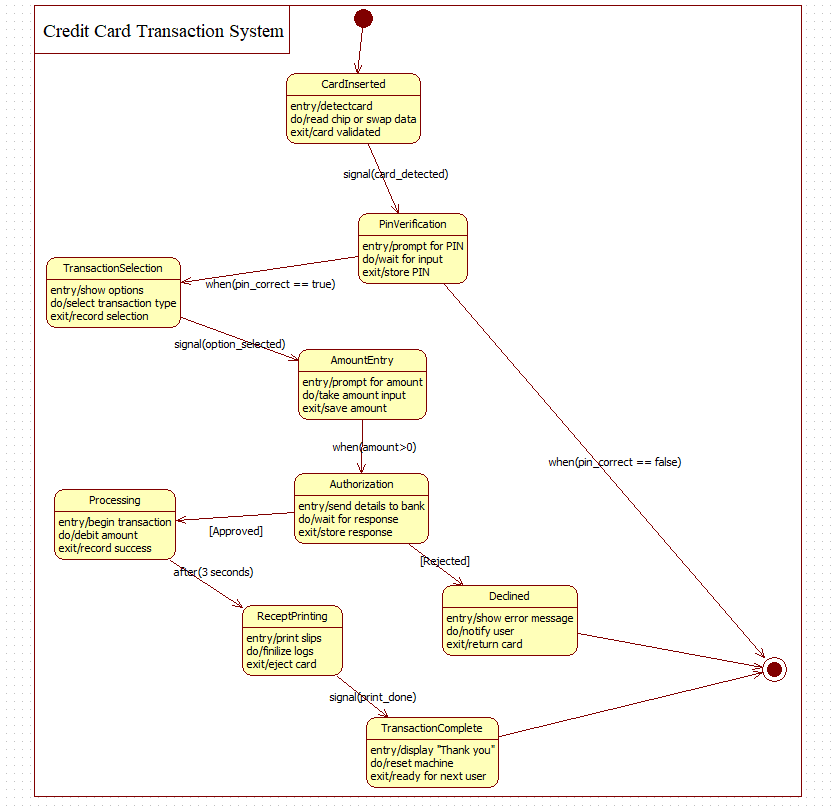 Credit Card Transaction System
CardInserted
entry/detectcard
do/read chip or swap data
exit/card validated
signal(card_detected)
PinVerification
entry/prompt for PIN
do/wait for input
exit/store PIN
when(pin_correct == true)
TransactionSelection
entry/show options
do/select transaction type
exit/record selection
signal(option_selected)
AmountEntry
entry/prompt for amount
do/take amount input
exit/save amount
when(amount>0)
when(pin_correct == false)
Authorization
entry/send details to bank
do/wait for response
exit/store response
[Approved]
Processing
entry/begin transaction
do/debit amount
exit/record success
[Rejected]
after(3 seconds)
Declined
entry/show error message
do/notify user
exit/return card
ReceptPrinting
entry/print slips
do/finilize logs
exit/eject card
signal(print_done)
TransactionComplete
entry/display "Thank you"
do/reset machine
exit/ready for next user